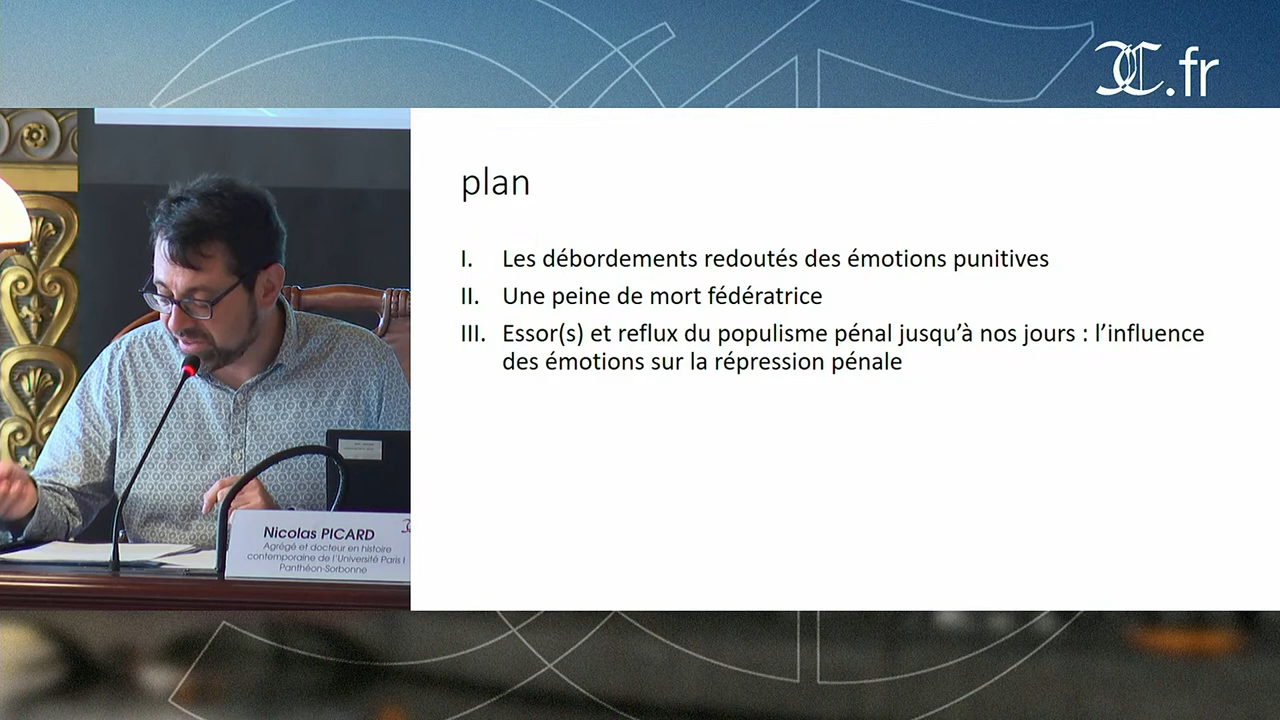 .fr
plan
I. Les débordements redoutés des émotions punitives
II. Une peine de mort fédératrice
III. Essor(s) et reflux du populisme pénal jusqu’à nos jours : l’influence
des émotions sur la répression pénale
Nicolas PICARD
Agrégé et docteur en histoire
contemporaine de l'Université Paris I
Panthéon-Sorbonne